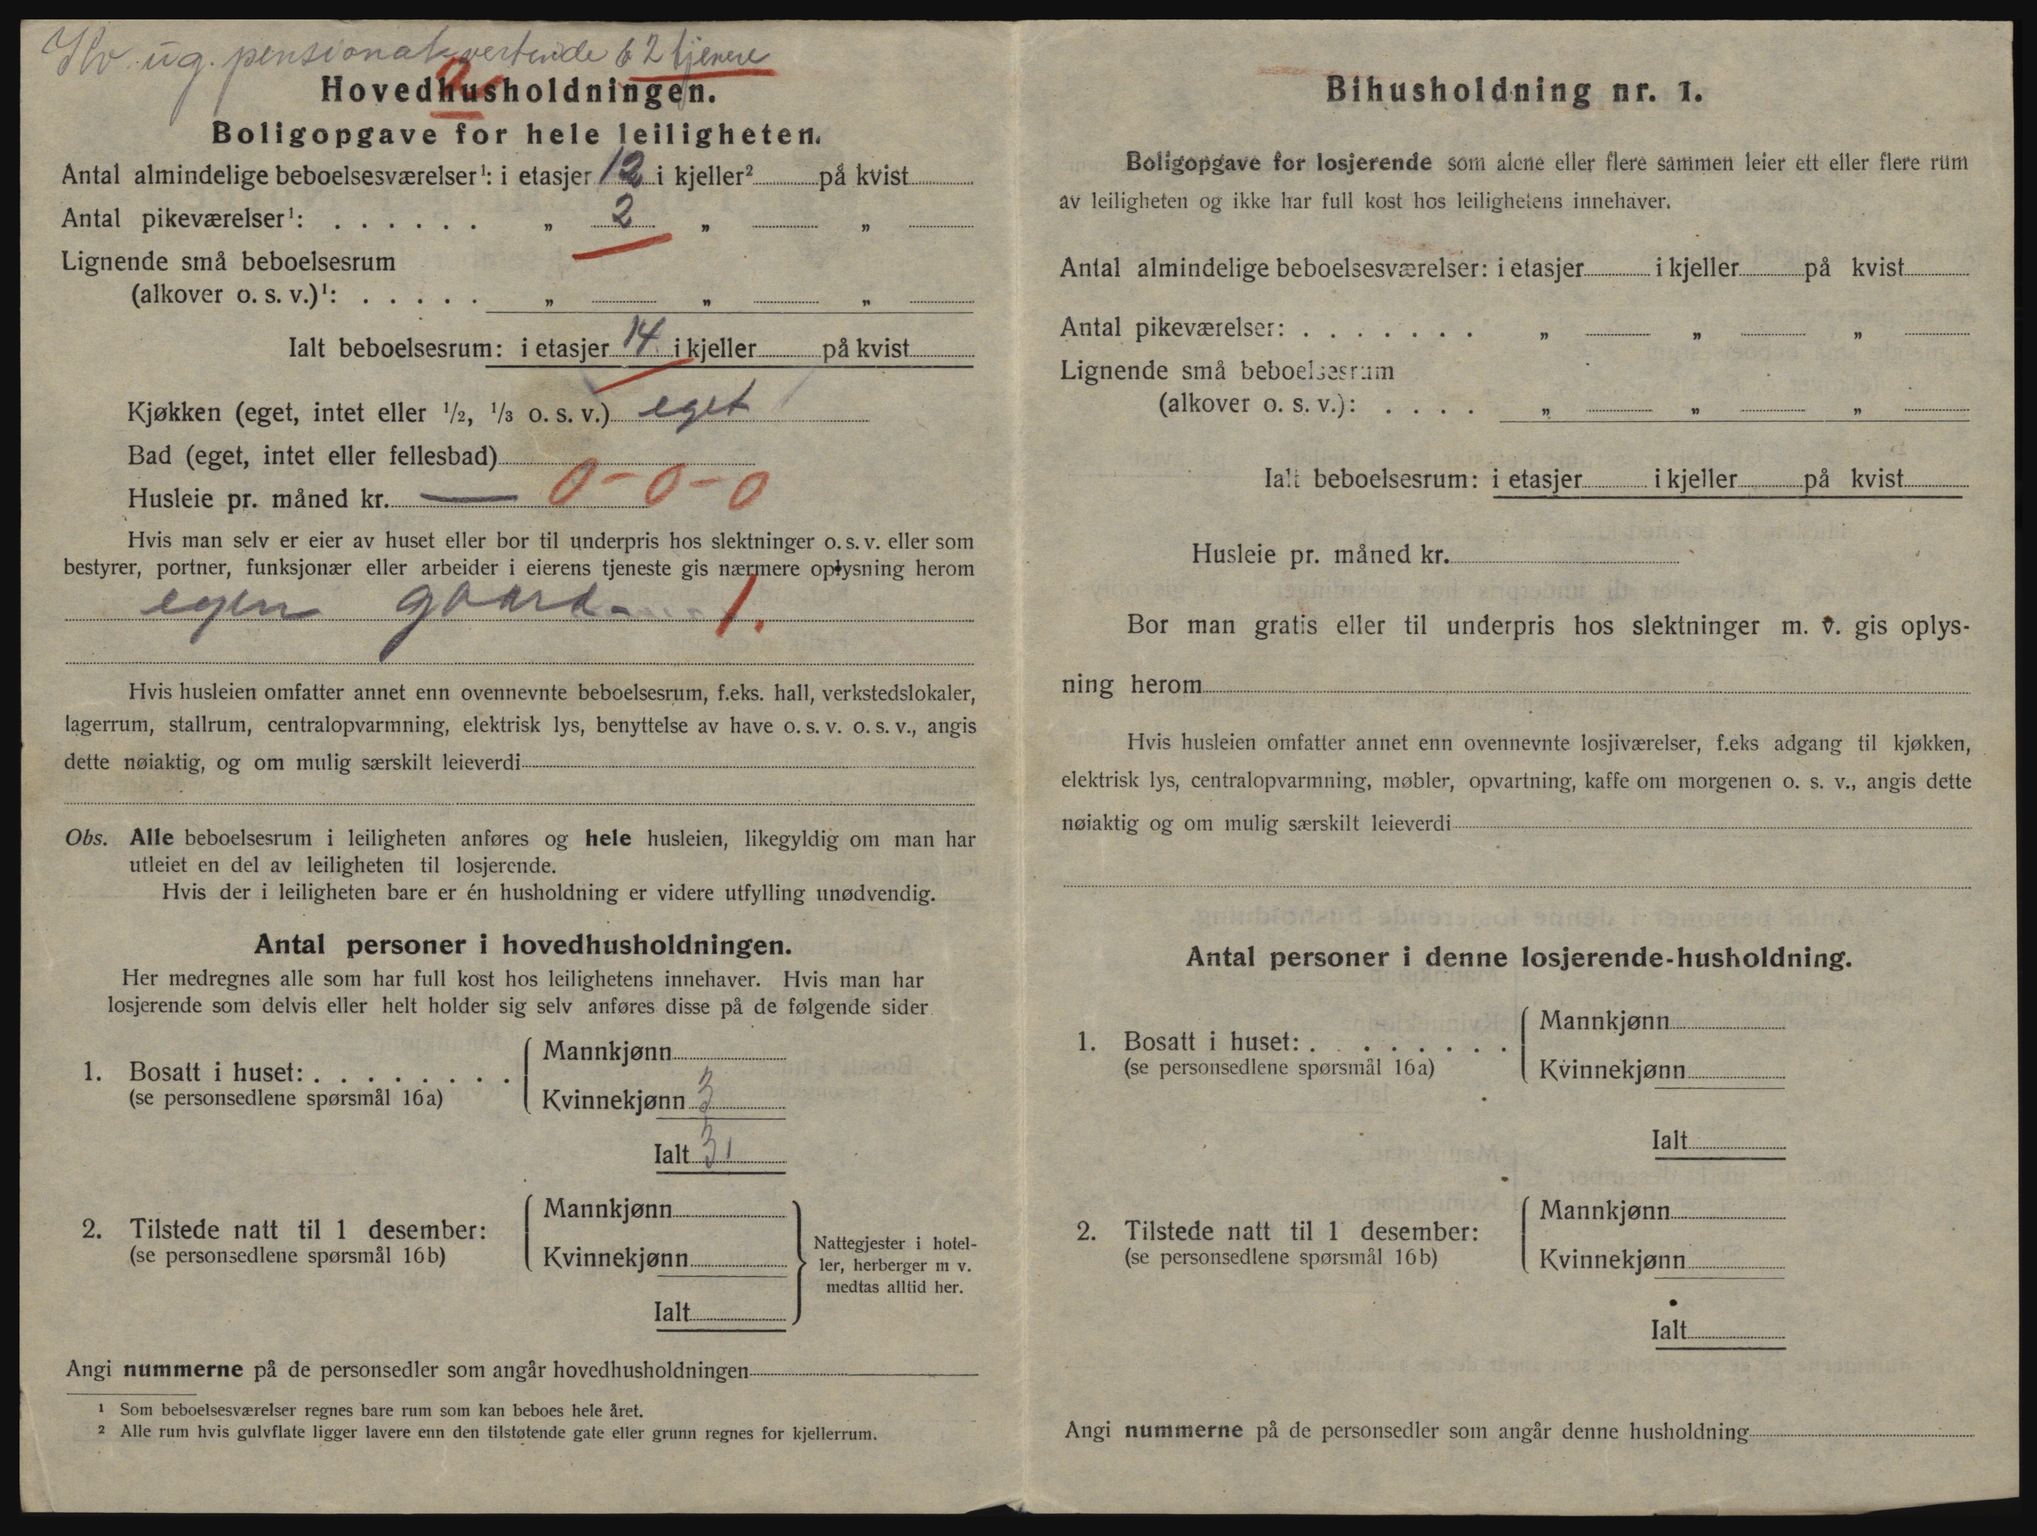 Hv. ug. pensionatvertinde 6 2 tjenere
Hovedhusholdningen.
Boligopgave for hele leiligheten.
Antal almindelige beboelsesværelser¹: i etasjer 12 i kjeller² på kvist
Antal pikeværelser¹: . . . . . . „ 2 „ „
Lignende små beboelsesrum
(alkover o. s. v.)¹: . . . . . „ „ „
Ialt beboelsesrum: i etasjer 14 i kjeller på kvist
Kjøkken (eget, intet eller 1/2, 1/3 o. s. v.) eget
Bad (eget, intet eller fellesbad)
Husleie pr. måned kr. — 0-0-0
Hvis man selv er eier av huset eller bor til underpris hos slektninger o. s. v. eller som
bestyrer, portner, funksjonær eller arbeider i eierens tjeneste gis nærmere oplysning herom
egen gaard. 1.
Hvis husleien omfatter annet enn ovennevnte beboelsesrum, f.eks. hall, verkstedslokaler,
lagerrum, stallrum, centralopvarmning, elektrisk lys, benyttelse av have o. s. v. o. s. v., angis
dette nøiaktig, og om mulig særskilt leieverdi
Obs. Alle beboelsesrum i leiligheten anføres og hele husleien, likegyldig om man har
utleiet en del av leiligheten til losjerende.
Hvis der i leiligheten bare er én husholdning er videre utfylling unødvendig.
Antal personer i hovedhusholdningen.
Her medregnes alle som har full kost hos leilighetens innehaver. Hvis man har
losjerende som delvis eller helt holder sig selv anføres disse på de følgende sider
1. Bosatt i huset: . . . . . . . . Mannkjønn
(se personsedlene spørsmål 16a) Kvinnekjønn 3
Ialt 3
2. Tilstede natt til 1 desember: Mannkjønn
(se personsedlene spørsmål 16b) Kvinnekjønn
Ialt
Nattegjester i hotel-
ler, herberger m v.
medtas alltid her.
Angi nummerne på de personsedler som angår hovedhusholdningen
¹ Som beboelsesværelser regnes bare rum som kan beboes hele året.
² Alle rum hvis gulvflate ligger lavere enn den tilstøtende gate eller grunn regnes for kjellerrum.
Bihusholdning nr. 1.
Boligopgave for losjerende som alene eller flere sammen leier ett eller flere rum
av leiligheten og ikke har full kost hos leilighetens innehaver.
Antal almindelige beboelsesværelser: i etasjer i kjeller på kvist
Antal pikeværelser: . . . . . . . „ „ „
Lignende små beboelsesrum
(alkover o. s. v.): . . . . „ „ „
Ialt beboelsesrum: i etasjer i kjeller på kvist
Husleie pr. måned kr.
Bor man gratis eller til underpris hos slektninger m. v. gis oplys-
ning herom
Hvis husleien omfatter annet enn ovennevnte losjiværelser, f.eks adgang til kjøkken,
elektrisk lys, centralopvarmning, møbler, opvartning, kaffe om morgenen o. s. v., angis dette
nøiaktig og om mulig særskilt leieverdi
Antal personer i denne losjerende-husholdning.
1. Bosatt i huset: . . . . . . . . Mannkjønn
(se personsedlene spørsmål 16a) Kvinnekjønn
Ialt
2. Tilstede natt til 1 desember: Mannkjønn
(se personsedlene spørsmål 16b) Kvinnekjønn
Ialt
Angi nummerne på de personsedler som angår denne husholdning